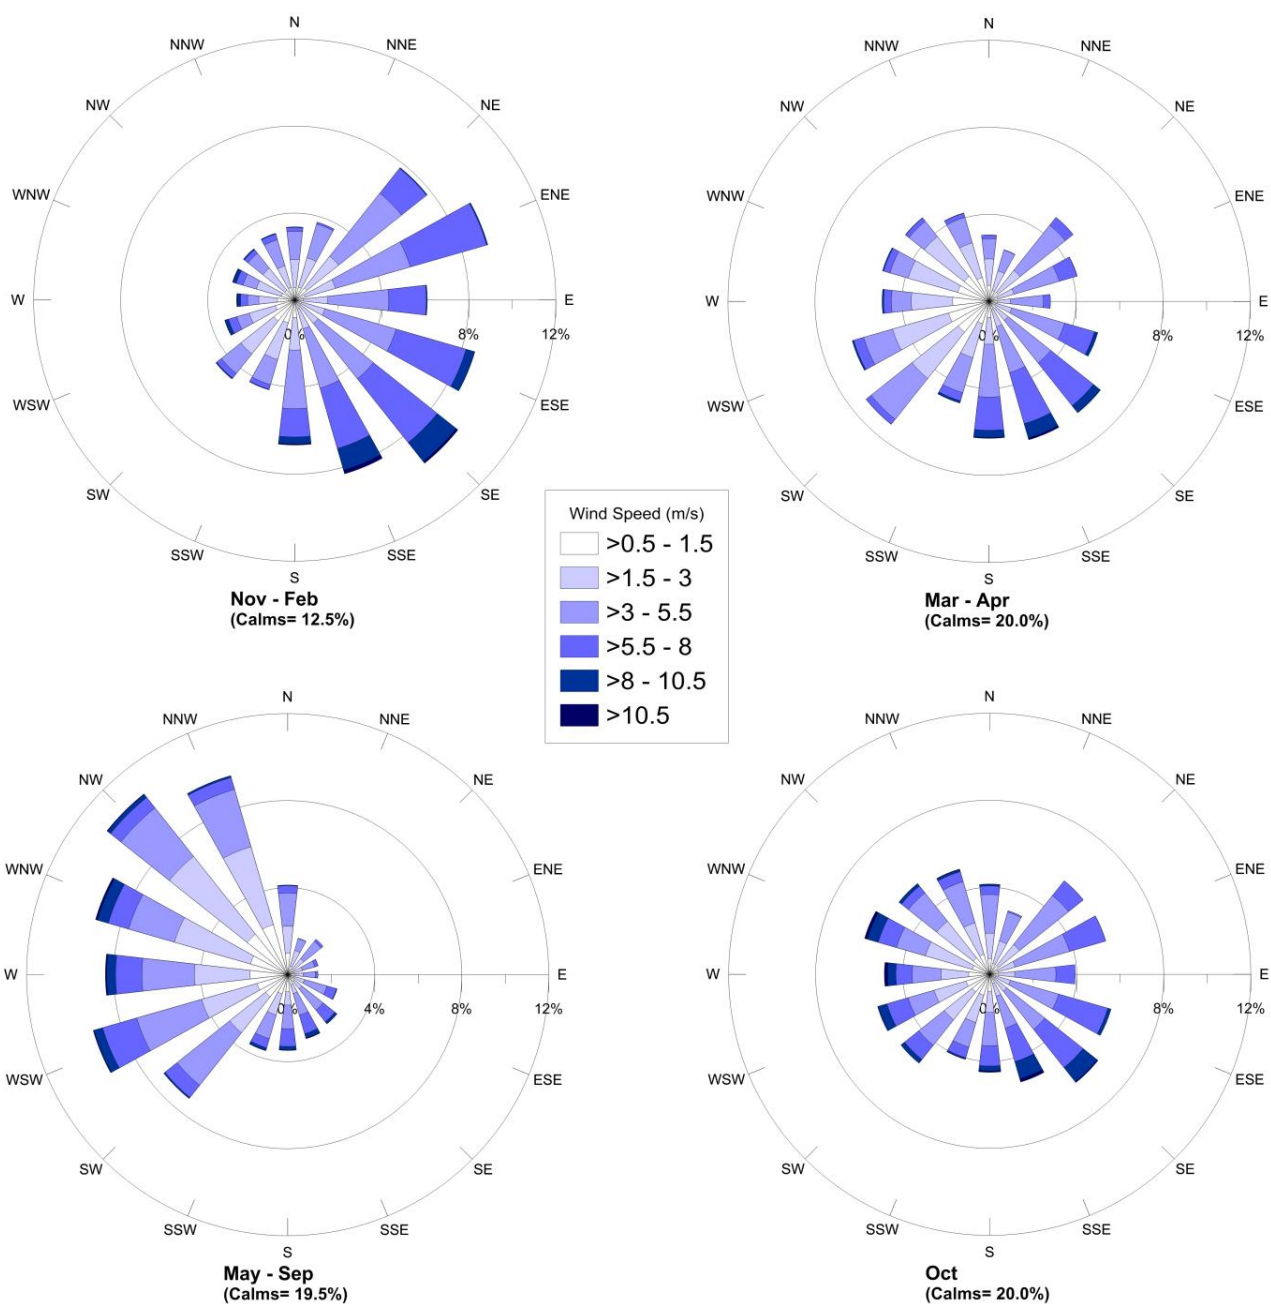 N
NNW
NNE
NW
NE
WNW
ENE
W
0%
8%
12%
E
WSW
ESE
SW
SE
SSW
SSE
S
Nov - Feb
(Calms= 12.5%)
N
NNW
NNE
NW
NE
WNW
ENE
W
0%
8%
12%
E
WSW
ESE
SW
SE
SSW
SSE
S
Mar - Apr
(Calms= 20.0%)
Wind Speed (m/s)
>0.5 - 1.5
>1.5 - 3
>3 - 5.5
>5.5 - 8
>8 - 10.5
>10.5
N
NNW
NNE
NW
NE
WNW
ENE
W
0%
4%
8%
12%
E
WSW
ESE
SW
SE
SSW
SSE
S
May - Sep
(Calms= 19.5%)
N
NNW
NNE
NW
NE
WNW
ENE
W
0%
8%
12%
E
WSW
ESE
SW
SE
SSW
SSE
S
Oct
(Calms= 20.0%)